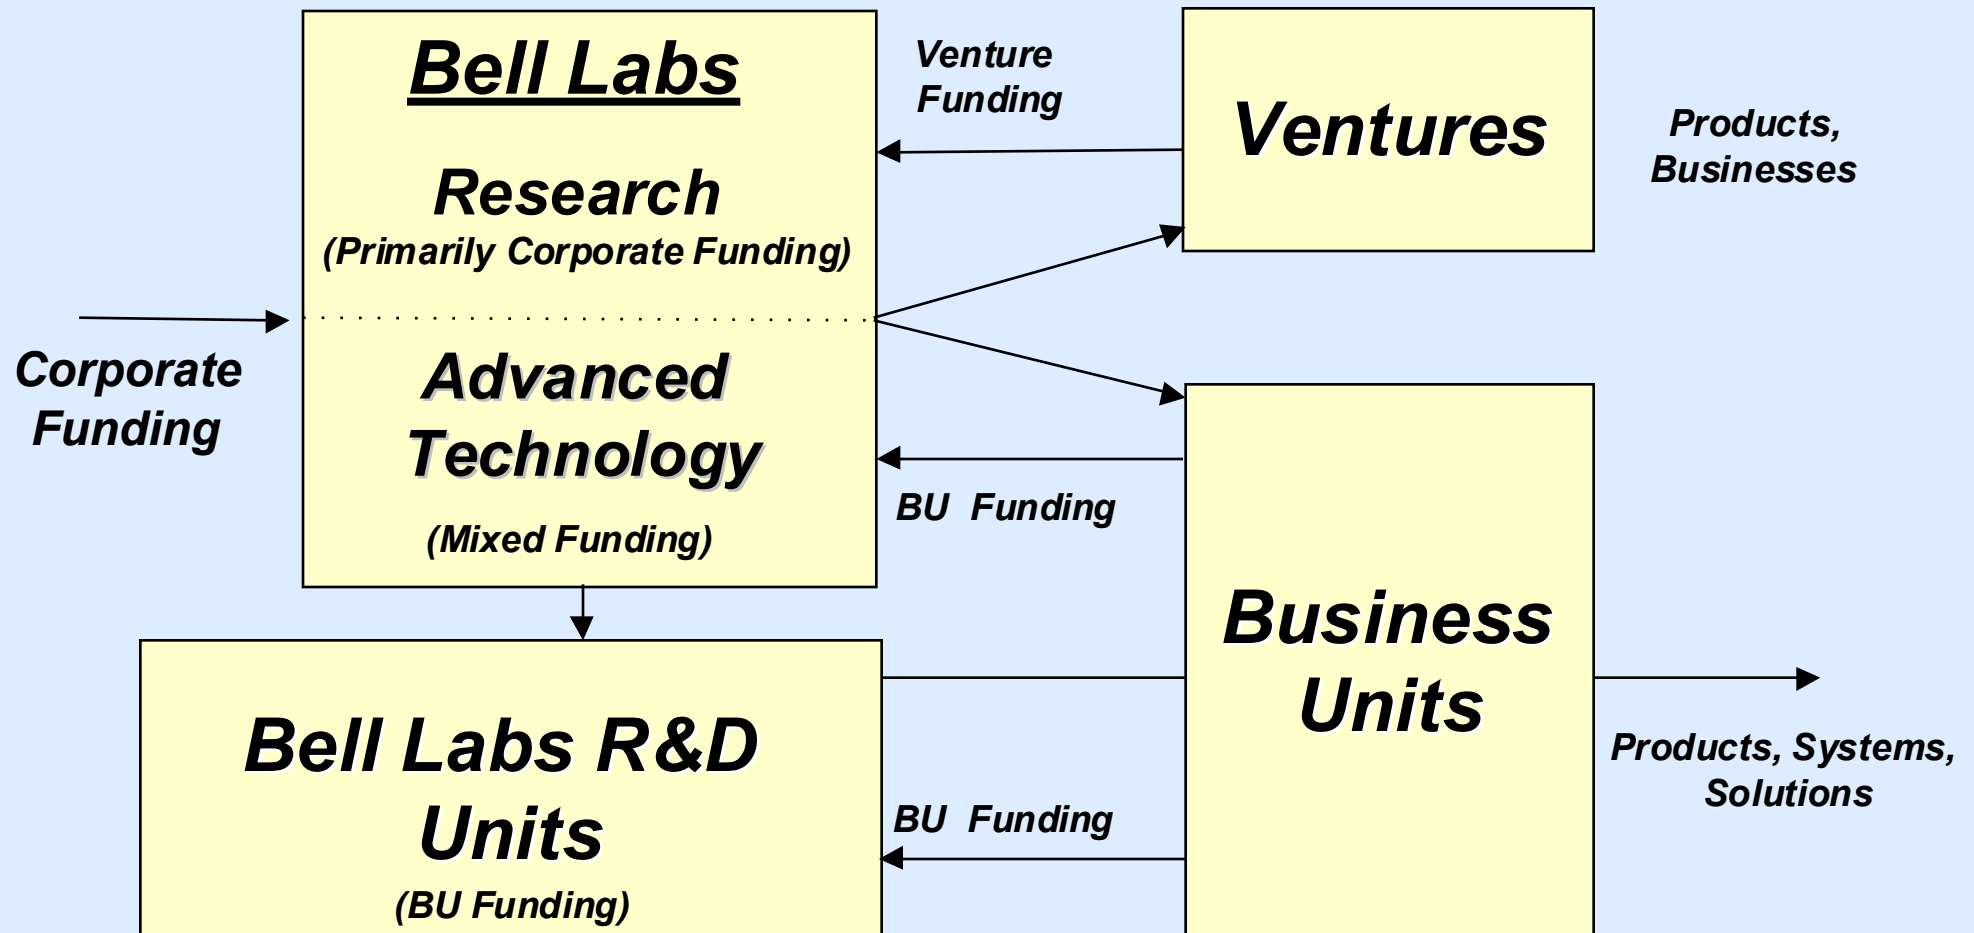 Bell Labs
Research
(Primarily Corporate Funding)
Advanced
Technology
(Mixed Funding)
Corporate
Funding
Venture
Funding
Ventures
Products,
Businesses
BU Funding
Business
Units
Products, Systems,
Solutions
Bell Labs R&D
Units
(BU Funding)
BU Funding